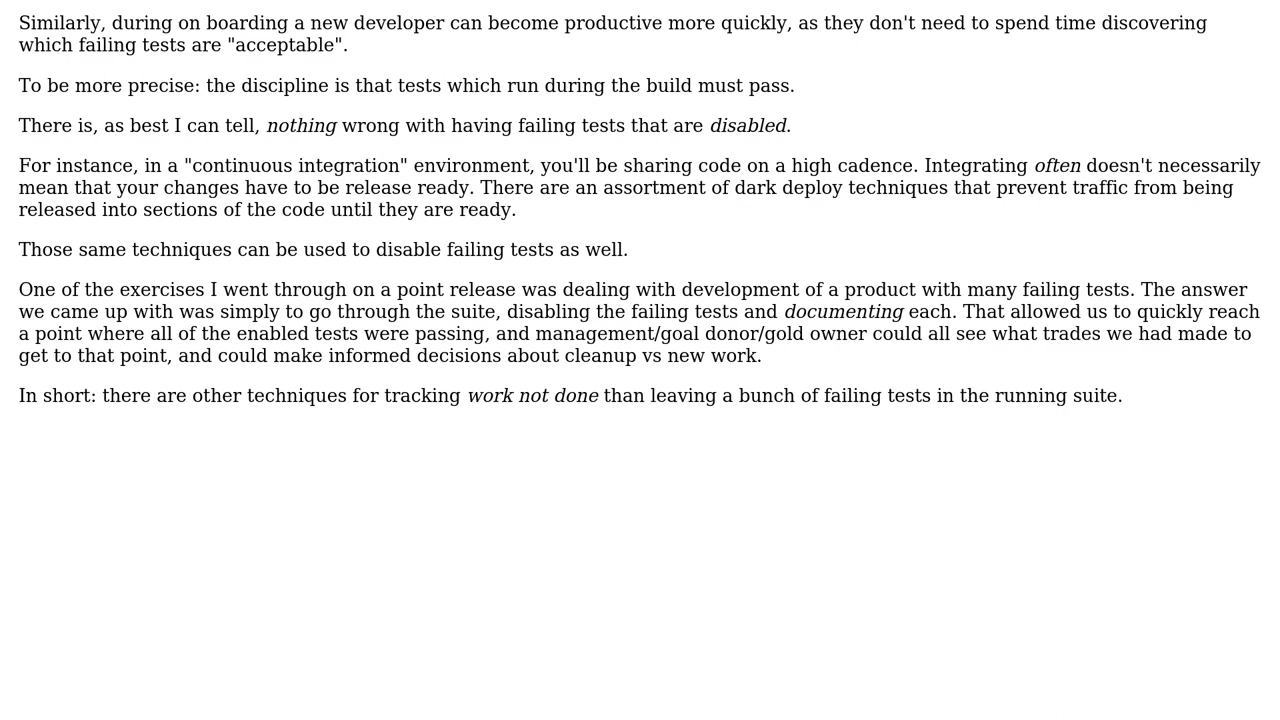 Similarly, during on boarding a new developer can become productive more quickly, as they don't need to spend time discovering
which failing tests are "acceptable".
To be more precise: the discipline is that tests which run during the build must pass.
There is, as best I can tell, nothing wrong with having failing tests that are disabled.
For instance, in a "continuous integration" environment, you'll be sharing code on a high cadence. Integrating often doesn't necessarily
mean that your changes have to be release ready. There are an assortment of dark deploy techniques that prevent traffic from being
released into sections of the code until they are ready.
Those same techniques can be used to disable failing tests as well.
One of the exercises I went through on a point release was dealing with development of a product with many failing tests. The answer
we came up with was simply to go through the suite, disabling the failing tests and documenting each. That allowed us to quickly reach
a point where all of the enabled tests were passing, and management/goal donor/gold owner could all see what trades we had made to
get to that point, and could make informed decisions about cleanup vs new work.
In short: there are other techniques for tracking work not done than leaving a bunch of failing tests in the running suite.